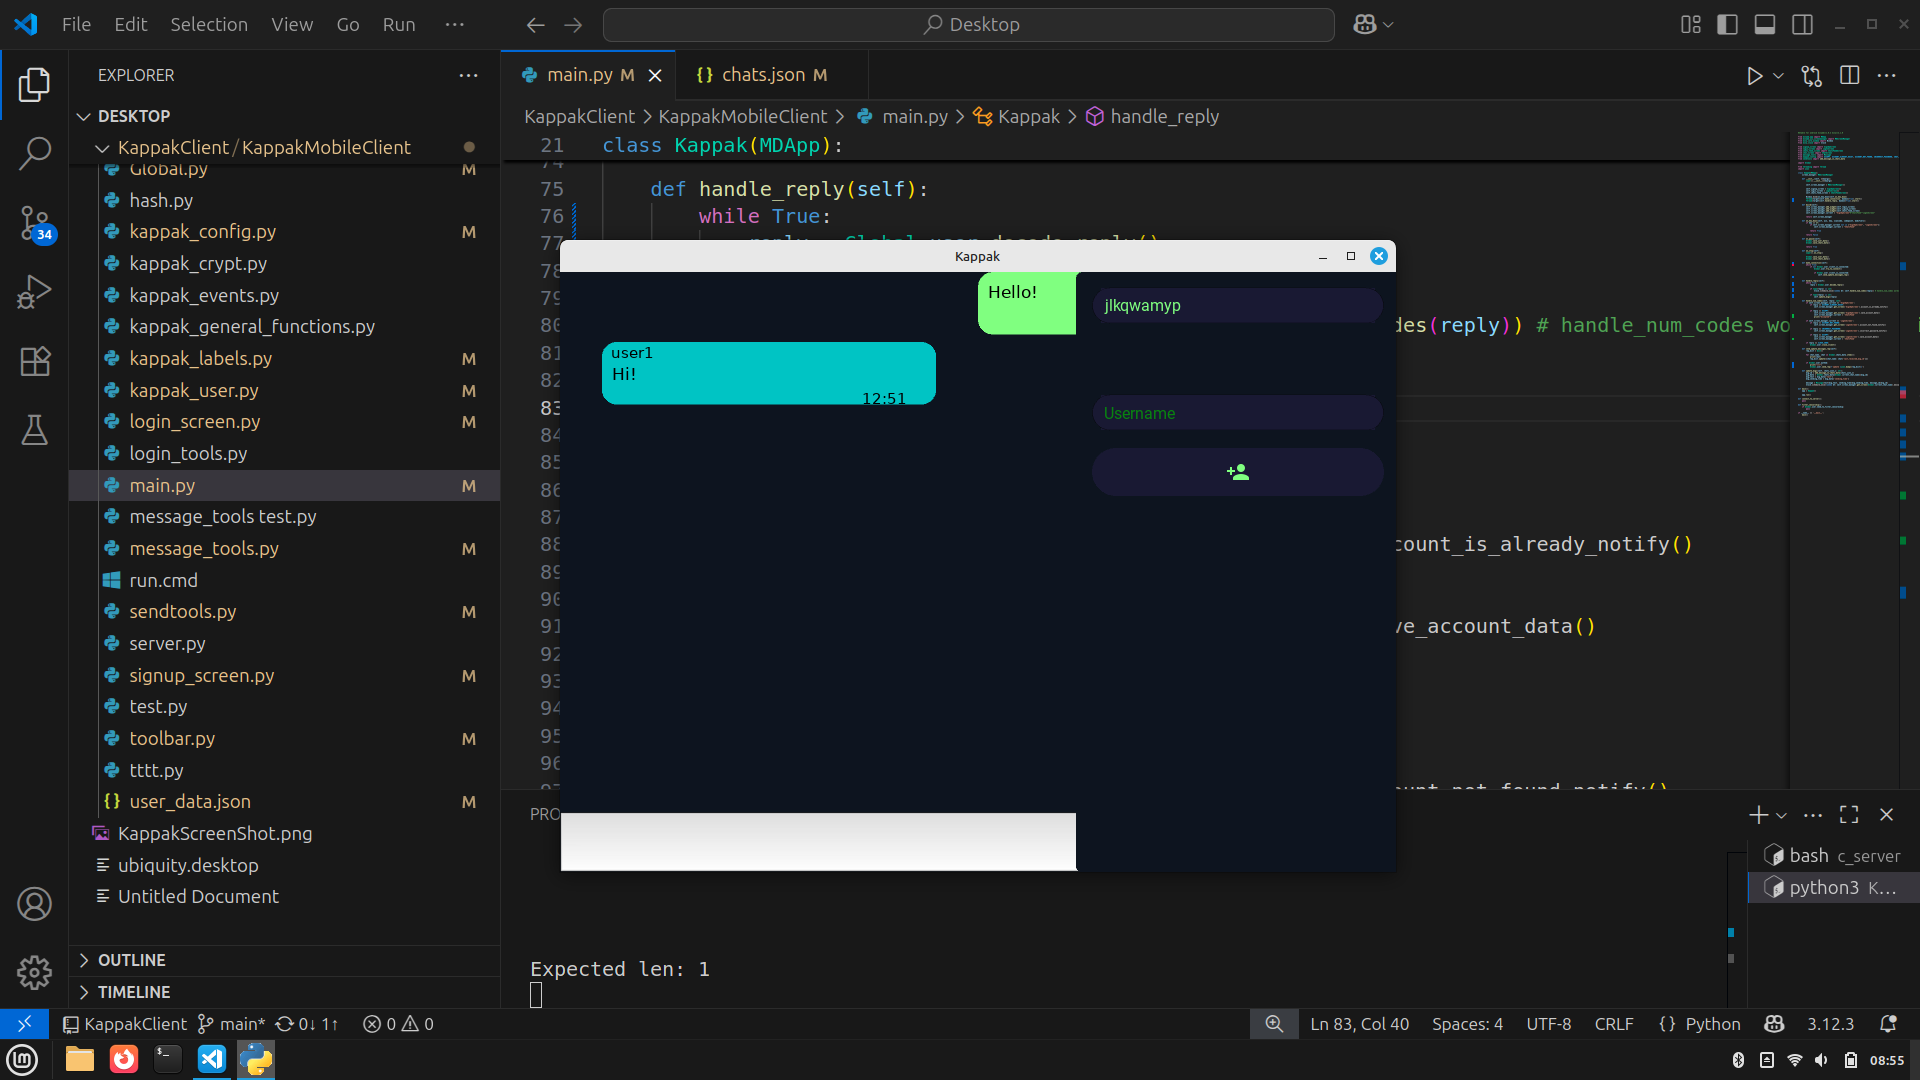 File Edit Selection View Go Run ···
Desktop
EXPLORER
DESKTOP
KappakClient / KappakMobileClient
Global.py M
hash.py
kappak_config.py M
kappak_crypt.py
kappak_events.py
kappak_general_functions.py
kappak_labels.py M
kappak_user.py M
login_screen.py M
login_tools.py
main.py M
message_tools test.py
message_tools.py M
run.cmd
sendtools.py M
server.py
signup_screen.py M
test.py
toolbar.py M
tttt.py
user_data.json M
KappakScreenShot.png
ubiquity.desktop
Untitled Document
OUTLINE
TIMELINE
34
main.py M
{} chats.json M
KappakClient > KappakMobileClient > main.py > Kappak > handle_reply
21 class Kappak(MDApp):
74
75 def handle_reply(self):
76 while True:
77 reply = Global.user.decode_reply()
78
79
80 des(reply)) # handle_num_codes wo
81
82
83
84
85
86
87
88 count_is_already_notify()
89
90
91 ve_account_data()
92
93
94
95
96
unt_not_found_notify()
Kappak
Hello!
user1
Hi!
12:51
jlkqwamyp
Username
PRO
Expected len: 1
bash c_server
python3 K...
KappakClient main* 0↓ 1↑ 0 0
Ln 83, Col 40 Spaces: 4 UTF-8 CRLF {} Python 3.12.3
08:55